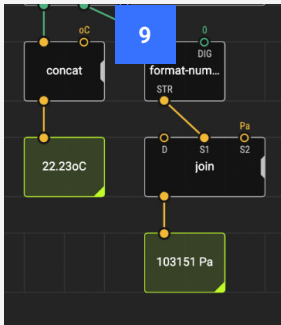 9
oC
0
DIG
concat
format-num...
STR
Pa
22.23oC
D
S1
S2
join
103151 Pa